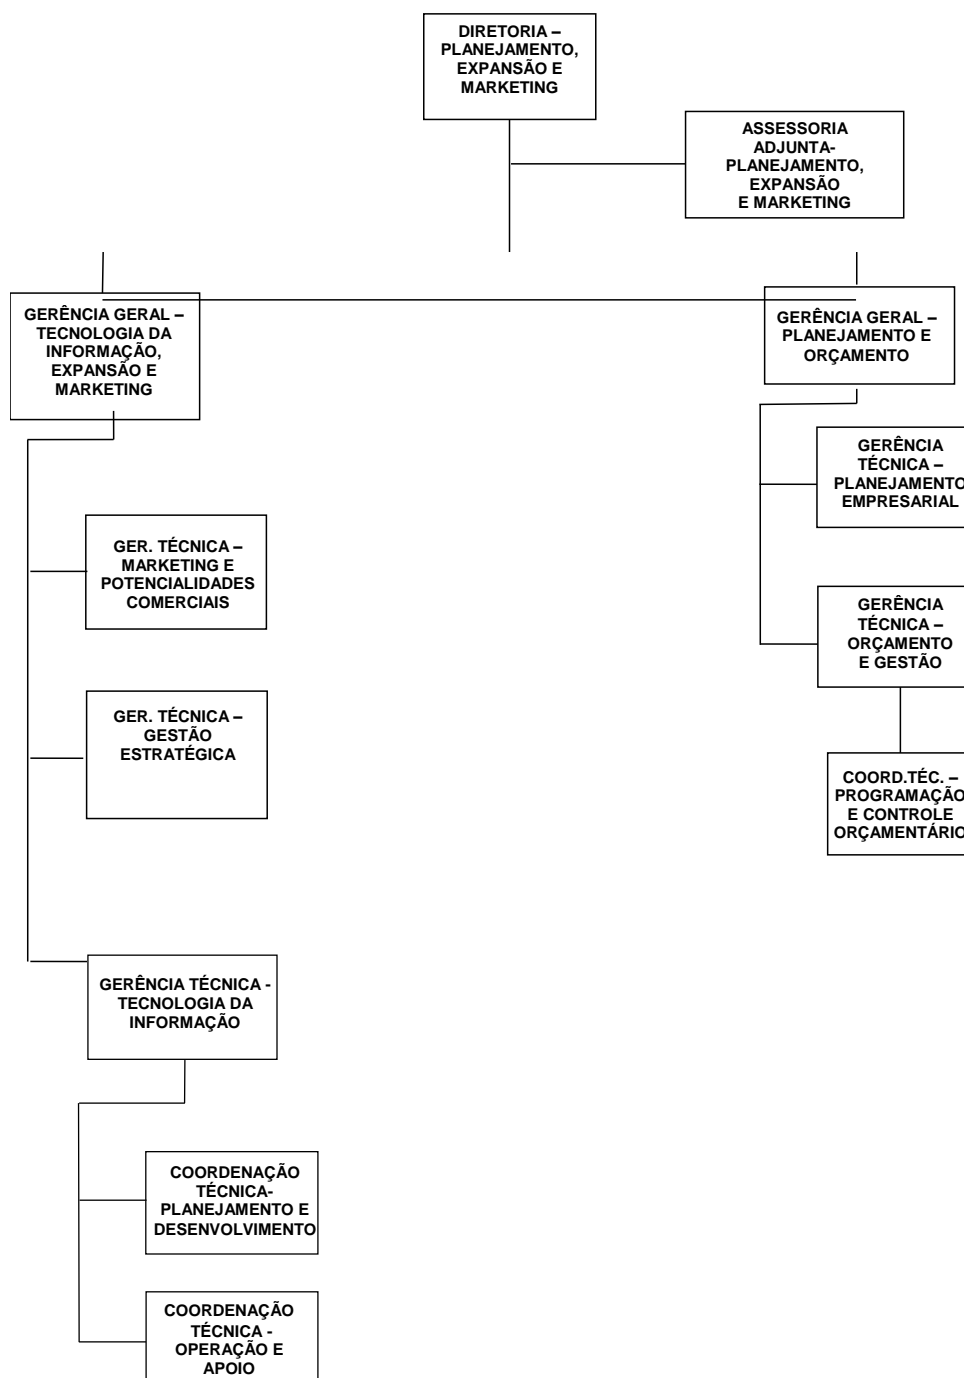 DIRETORIA –
PLANEJAMENTO,
EXPANSÃO E
MARKETING
ASSESSORIA
ADJUNTA-
PLANEJAMENTO,
EXPANSÃO
E MARKETING
GERÊNCIA GERAL –
TECNOLOGIA DA
INFORMAÇÃO,
EXPANSÃO E
MARKETING
GERÊNCIA GERAL –
PLANEJAMENTO E
ORÇAMENTO
GERÊNCIA
TÉCNICA –
PLANEJAMENTO
EMPRESARIAL
GER. TÉCNICA –
MARKETING E
POTENCIALIDADES
COMERCIAIS
GERÊNCIA
TÉCNICA –
ORÇAMENTO
E GESTÃO
GER. TÉCNICA –
GESTÃO
ESTRATÉGICA
COORD.TÉC. –
PROGRAMAÇÃO
E CONTROLE
ORÇAMENTÁRIO
GERÊNCIA TÉCNICA -
TECNOLOGIA DA
INFORMAÇÃO
COORDENAÇÃO
TÉCNICA-
PLANEJAMENTO E
DESENVOLVIMENTO
COORDENAÇÃO
TÉCNICA -
OPERAÇÃO E
APOIO